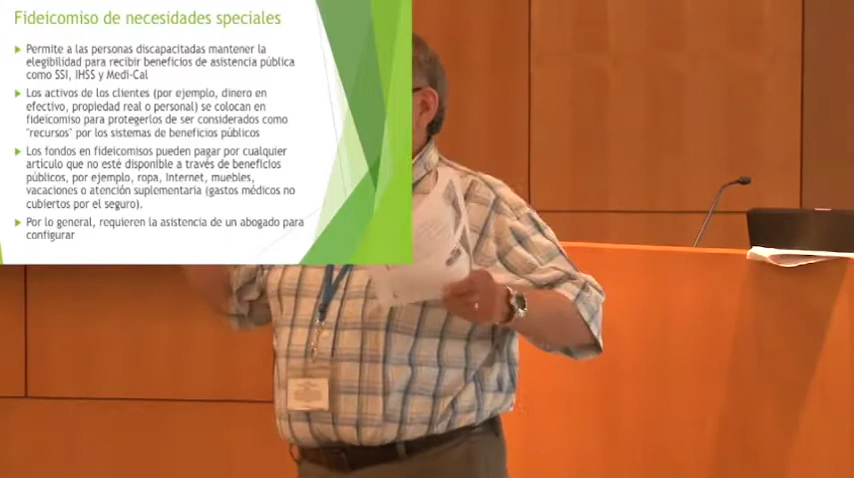 Fideicomiso de necesidades speciales
Permite a las personas discapacitadas mantener la
elegibilidad para recibir beneficios de asistencia pública
como SSI, IHSS y Medi-Cal
Los activos de los clientes (por ejemplo, dinero en
efectivo, propiedad real o personal) se colocan en
fideicomiso para protegerlos de ser considerados como
"recursos" por los sistemas de beneficios públicos
Los fondos en fideicomisos pueden pagar por cualquier
artículo que no esté disponible a través de beneficios
públicos, por ejemplo, ropa, Internet, muebles,
vacaciones o atención suplementaria (gastos médicos no
cubiertos por el seguro).
Por lo general, requieren la asistencia de un abogado para
configurar